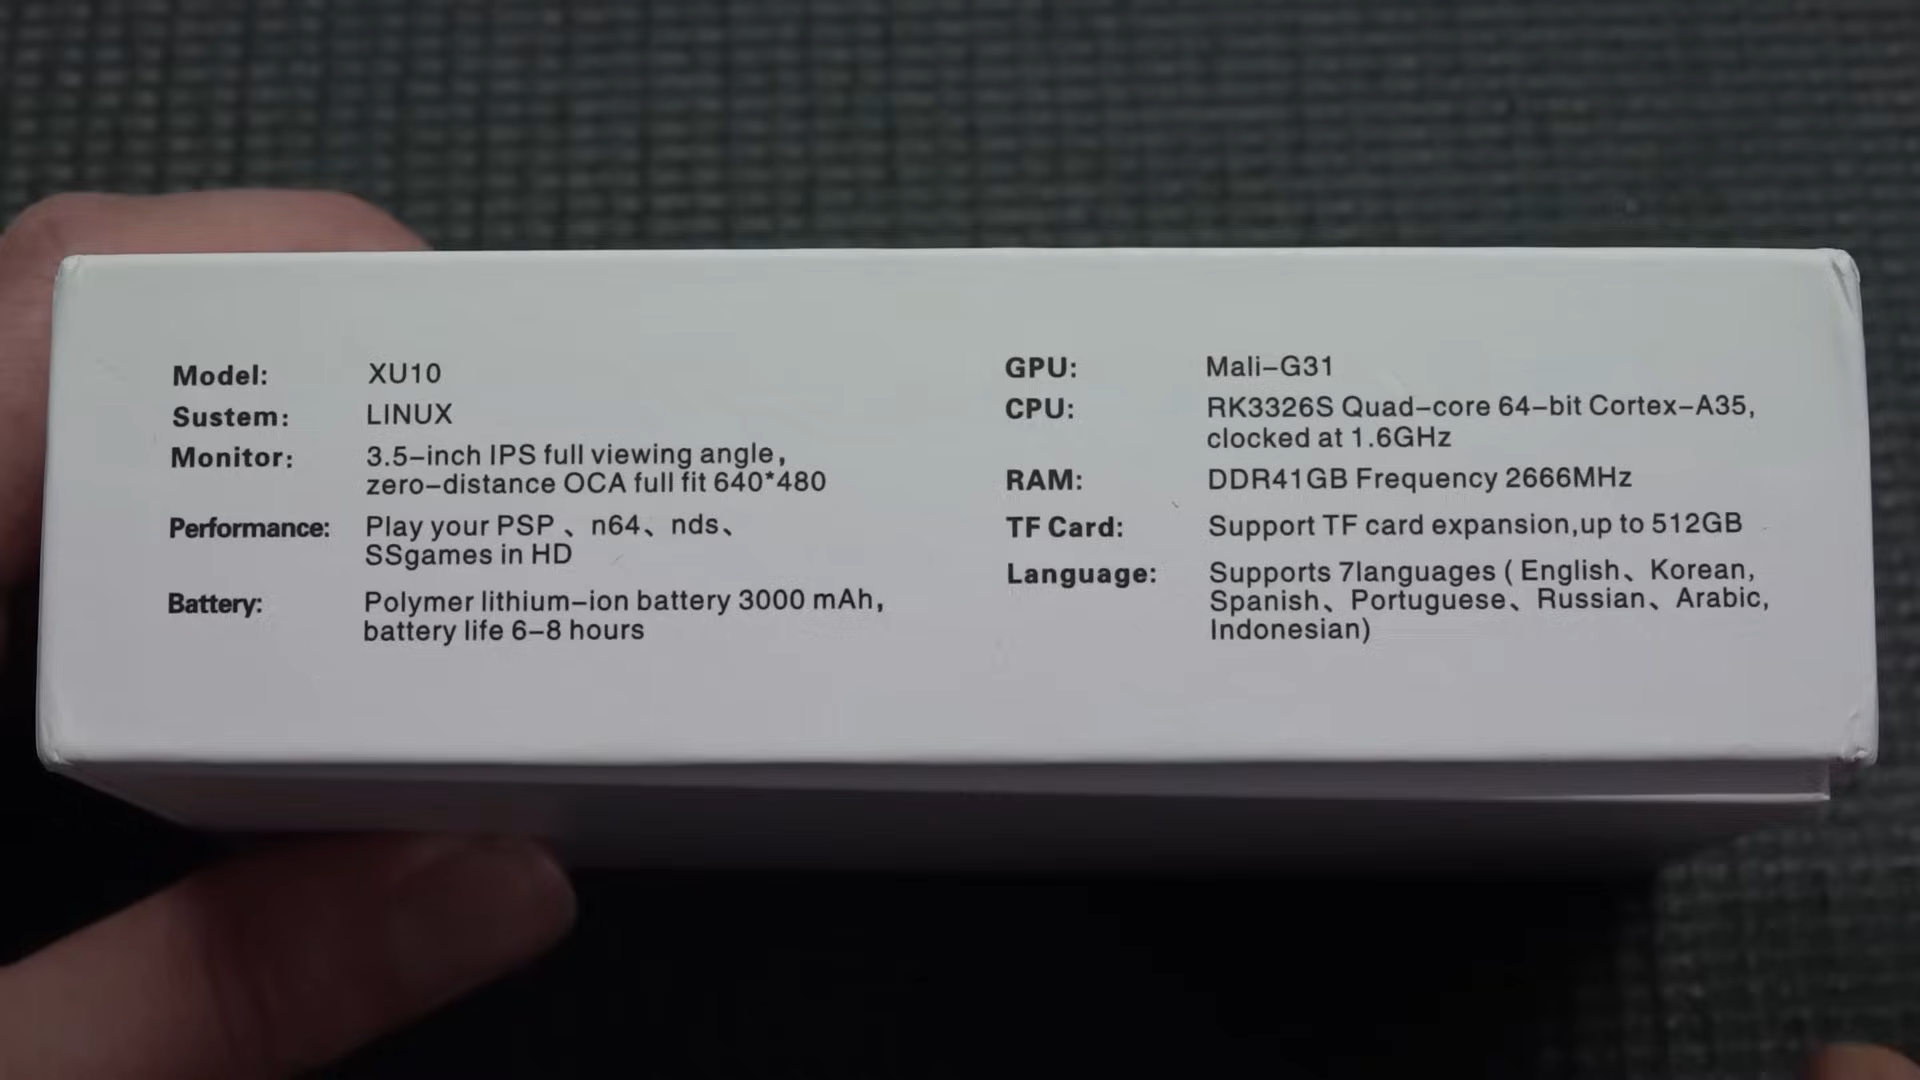 Model: XU10
Sustem: LINUX
Monitor: 3.5-inch IPS full viewing angle,
zero-distance OCA full fit 640*480
Performance: Play your PSP、n64、nds、
SSgames in HD
Battery: Polymer lithium-ion battery 3000 mAh,
battery life 6-8 hours
GPU: Mali-G31
CPU: RK3326S Quad-core 64-bit Cortex-A35,
clocked at 1.6GHz
RAM: DDR41GB Frequency 2666MHz
TF Card: Support TF card expansion,up to 512GB
Language: Supports 7languages ( English、Korean,
Spanish、Portuguese、Russian、Arabic,
Indonesian)